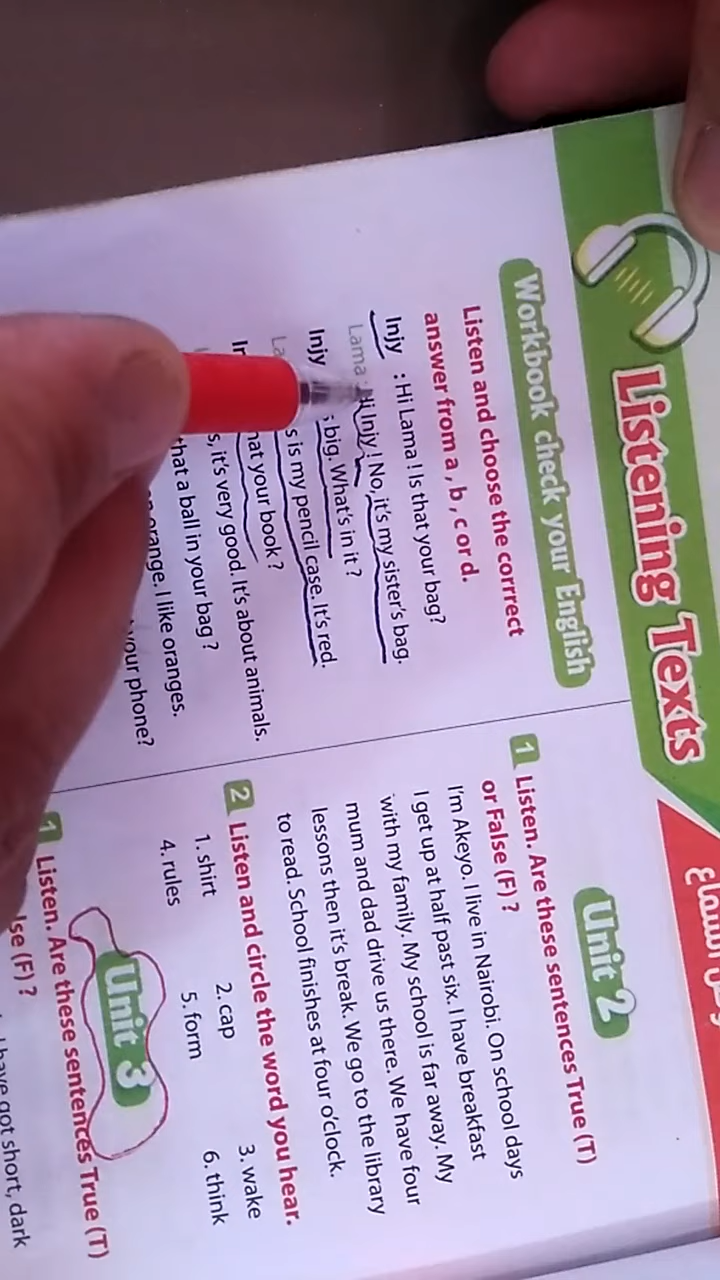 Listening Texts
Workbook check your English
Listen and choose the corrrect
answer from a , b , c or d.
Injy : Hi Lama ! Is that your bag?
Lama : Hi Injy ! No, it's my sister's bag.
Injy big. What's in it ?
is my pencil case. It's red.
your book ?
it's very good. It's about animals.
that a ball in your bag ?
orange. I like oranges.
your phone?
Unit 2
1 Listen. Are these sentences True (T)
or False (F) ?
I'm Akeyo. I live in Nairobi. On school days
I get up at half past six. I have breakfast
with my family. My school is far away. My
mum and dad drive us there. We have four
lessons then it's break. We go to the library
to read. School finishes at four o'clock.
2 Listen and circle the word you hear.
1. shirt 2. cap 3. wake
4. rules 5. form 6. think
Unit 3
1 Listen. Are these sentences True (T)
(F) ?
have got short, dark